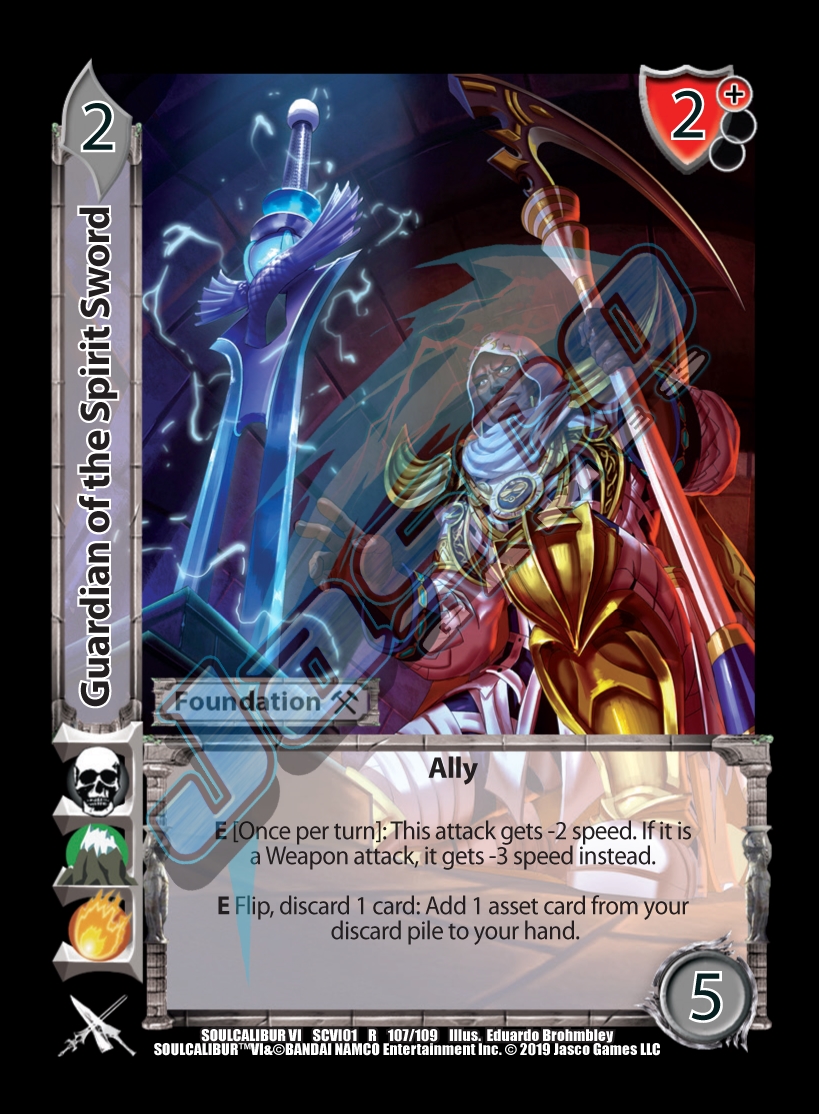 2
2
+
Guardian of the Spirit Sword
JASCO
GAMES
Foundation
Ally
E [Once per turn]: This attack gets -2 speed. If it is
a Weapon attack, it gets -3 speed instead.
E Flip, discard 1 card: Add 1 asset card from your
discard pile to your hand.
5
SOULCALIBUR VI SCVI01 R 107/109 Illus. Eduardo Brohmbley
SOULCALIBUR™VI&©BANDAI NAMCO Entertainment Inc. © 2019 Jasco Games LLC